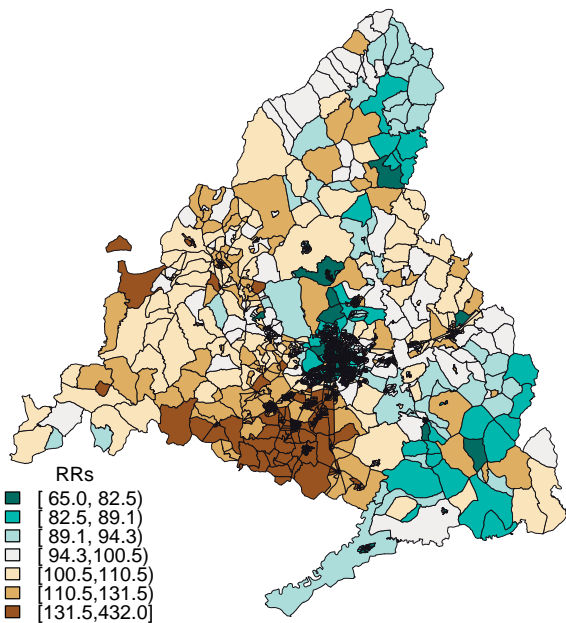 RRs
[ 65.0, 82.5)
[ 82.5, 89.1)
[ 89.1, 94.3)
[ 94.3,100.5)
[100.5,110.5)
[110.5,131.5)
[131.5,432.0]